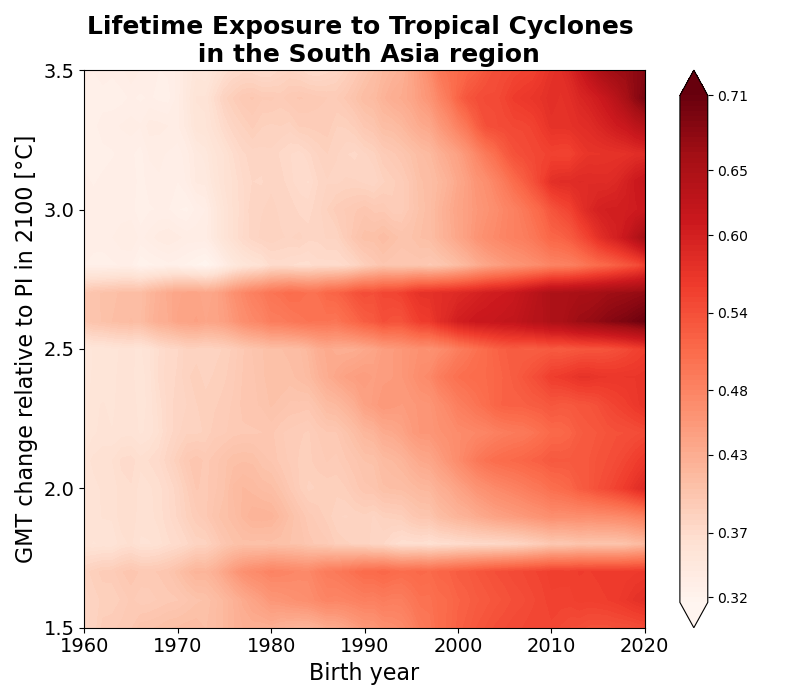 Lifetime Exposure to Tropical Cyclones
in the South Asia region
GMT change relative to PI in 2100 [°C]
3.5
3.0
2.5
2.0
1.5
1960 1970 1980 1990 2000 2010 2020
Birth year
0.71
0.65
0.60
0.54
0.48
0.43
0.37
0.32